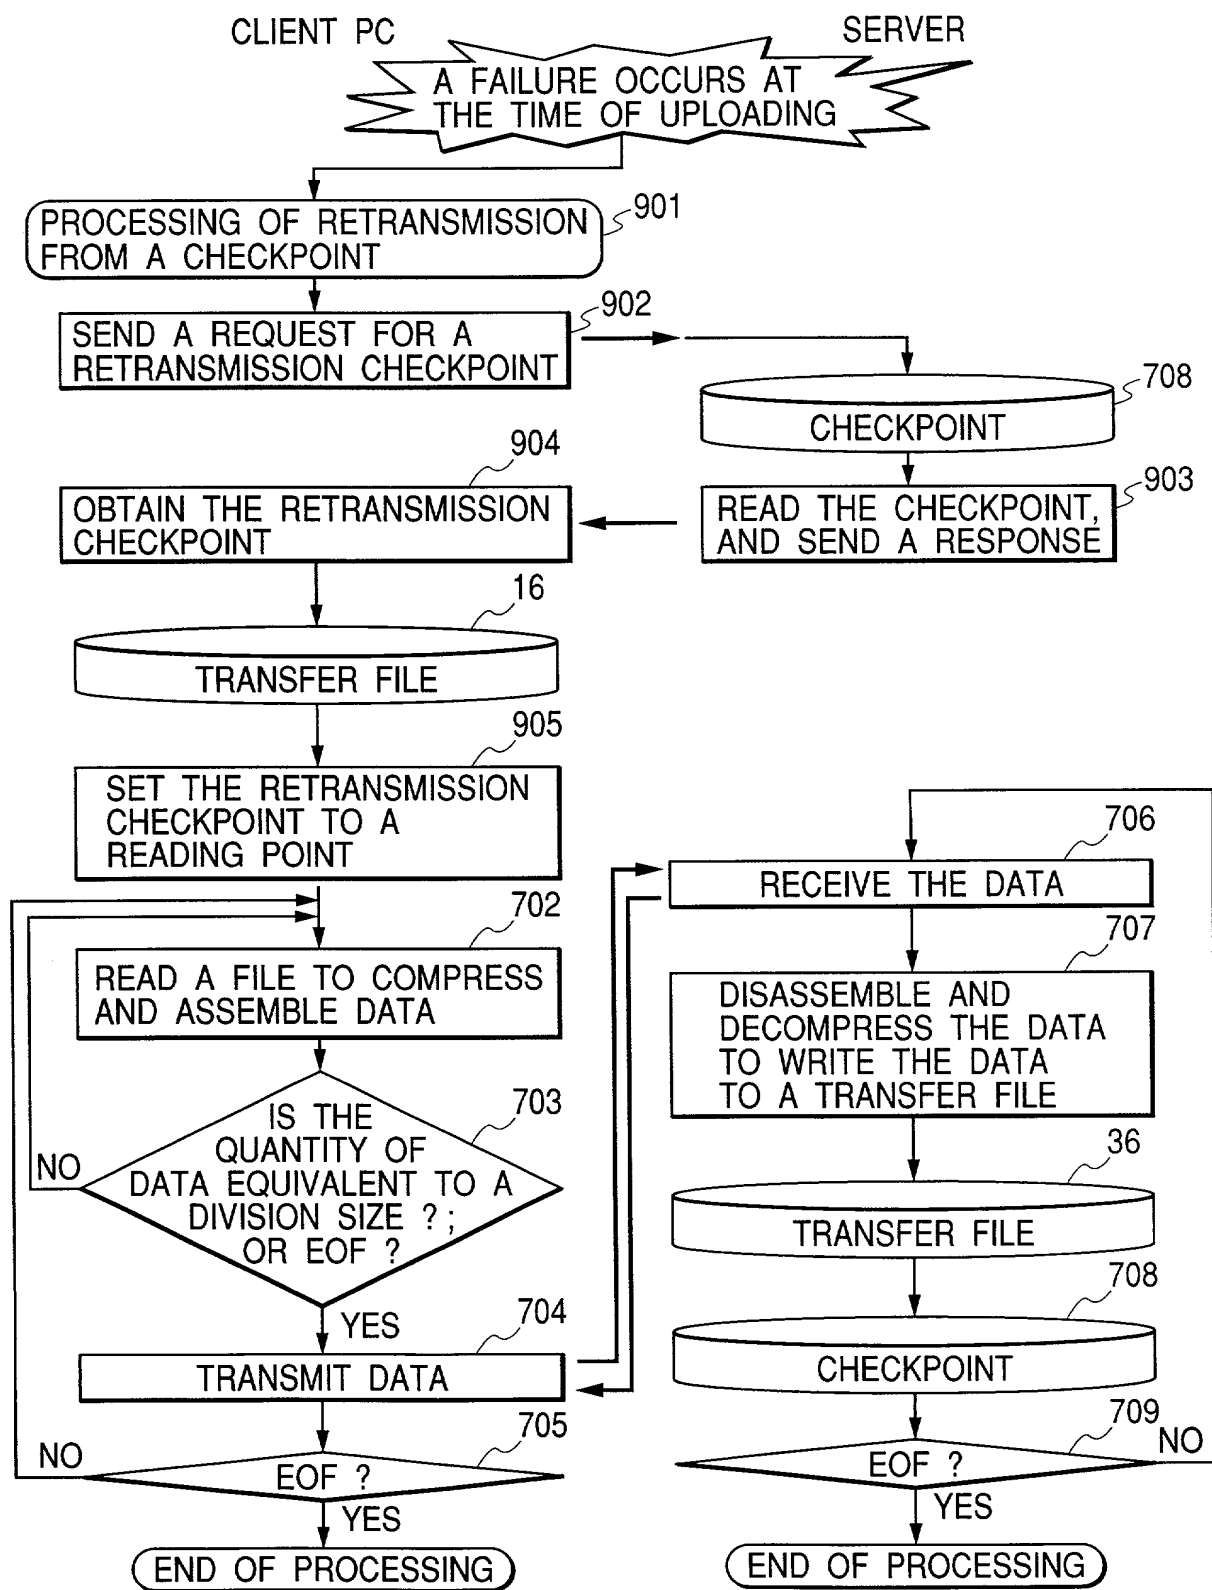 CLIENT PC
SERVER
A FAILURE OCCURS AT
THE TIME OF UPLOADING
PROCESSING OF RETRANSMISSION
FROM A CHECKPOINT
901
SEND A REQUEST FOR A
RETRANSMISSION CHECKPOINT
902
708
CHECKPOINT
904
OBTAIN THE RETRANSMISSION
CHECKPOINT
903
READ THE CHECKPOINT,
AND SEND A RESPONSE
16
TRANSFER FILE
905
SET THE RETRANSMISSION
CHECKPOINT TO A
READING POINT
706
RECEIVE THE DATA
702
READ A FILE TO COMPRESS
AND ASSEMBLE DATA
707
DISASSEMBLE AND
DECOMPRESS THE DATA
TO WRITE THE DATA
TO A TRANSFER FILE
703
IS THE
QUANTITY OF
DATA EQUIVALENT TO A
DIVISION SIZE ? ;
OR EOF ?
NO
YES
36
TRANSFER FILE
704
TRANSMIT DATA
708
CHECKPOINT
705
EOF ?
NO
YES
709
EOF ?
NO
YES
END OF PROCESSING
END OF PROCESSING